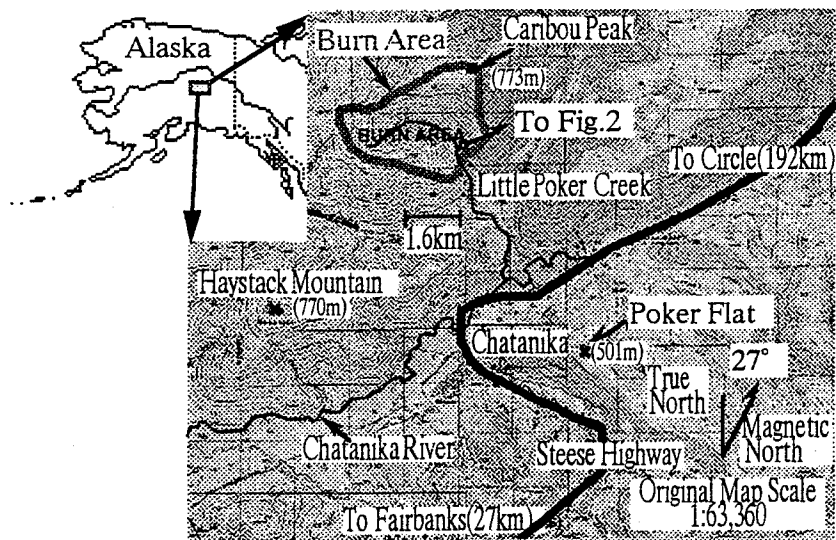 Alaska
Burn Area
Caribou Peak
(773m)
BURN AREA
To Fig.2
To Circle(192km)
Little Poker Creek
1.6km
Haystack Mountain
(770m)
Poker Flat
Chatanika
(501m)
27°
True
North
Magnetic
North
Chatanika River
Steese Highway
Original Map Scale
1:63,360
To Fairbanks(27km)